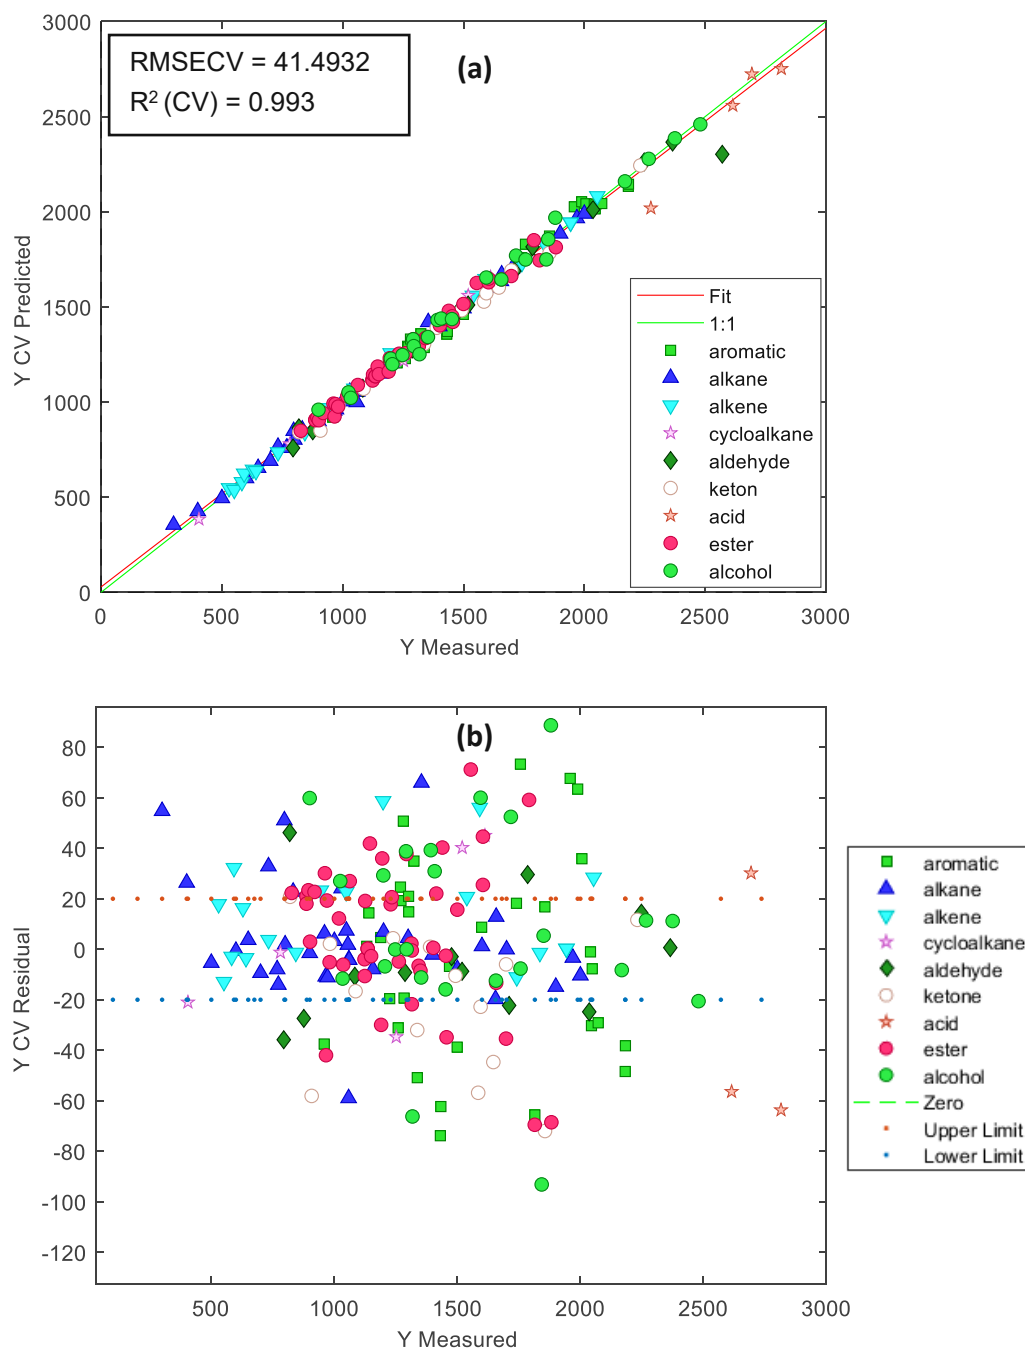 3000
2500
2000
1500
1000
500
0
Y CV Predicted
RMSECV = 41.4932
R² (CV) = 0.993
(a)
Fit
1:1
aromatic
alkane
alkene
cycloalkane
aldehyde
keton
acid
ester
alcohol
0 500 1000 1500 2000 2500 3000
Y Measured
(b)
80
60
40
20
0
-20
-40
-60
-80
-100
-120
Y CV Residual
aromatic
alkane
alkene
cycloalkane
aldehyde
ketone
acid
ester
alcohol
Zero
Upper Limit
Lower Limit
500 1000 1500 2000 2500 3000
Y Measured